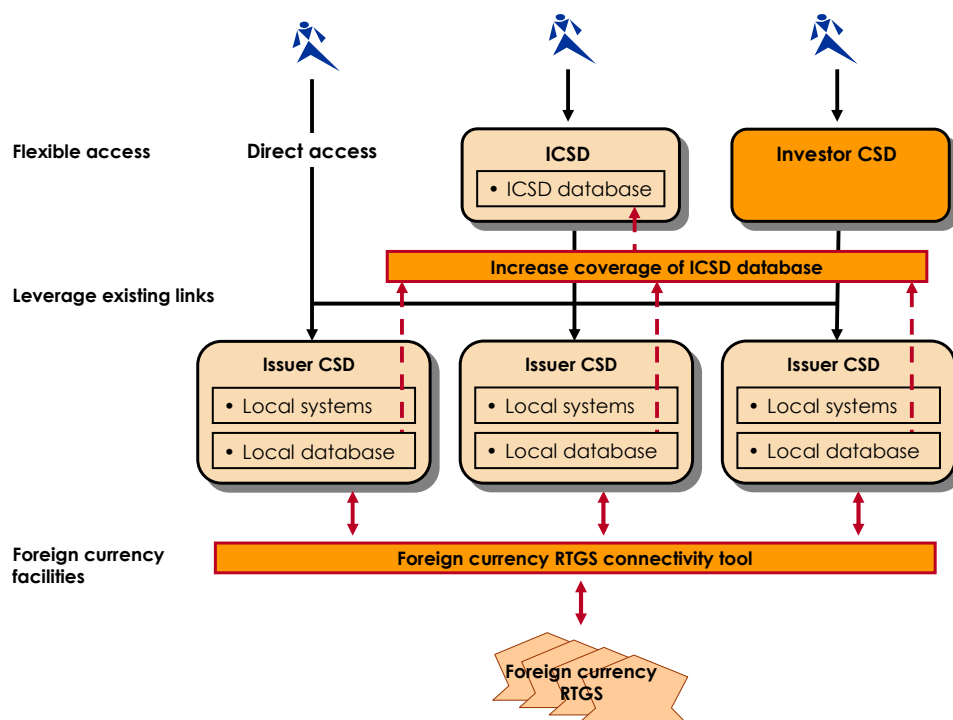 Flexible access
Direct access
ICSD
• ICSD database
Investor CSD
Increase coverage of ICSD database
Leverage existing links
Issuer CSD
• Local systems
• Local database
Issuer CSD
• Local systems
• Local database
Issuer CSD
• Local systems
• Local database
Foreign currency
facilities
Foreign currency RTGS connectivity tool
Foreign currency
RTGS